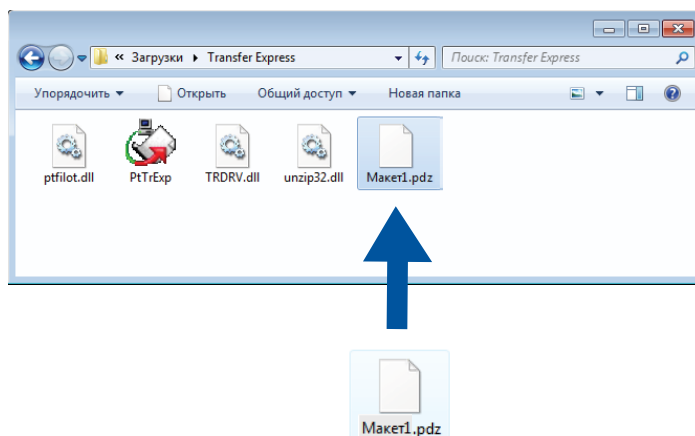 « Загрузки ▸ Transfer Express
Поиск: Transfer Express
Упорядочить ▼ Открыть Общий доступ ▼ Новая папка
ptfilot.dll PtTrExp TRDRV.dll unzip32.dll Макет1.pdz
Макет1.pdz